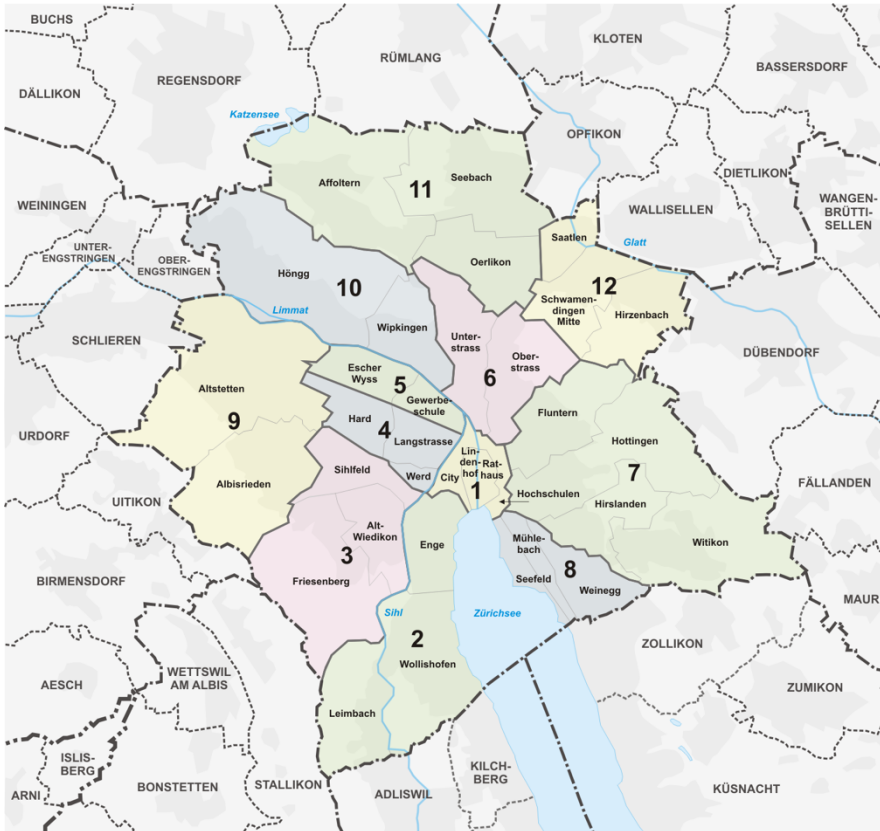 BUCHS
KLOTEN
RÜMLANG
BASSERSDORF
REGENSDORF
DÄLLIKON
Katzensee
OPFIKON
DIETLIKON
Affoltern
Seebach
11
WEININGEN
WALLISELLEN
WANGEN-
BRÜTTI-
SELLEN
Saatlen
Glatt
UNTER-
ENGSTRINGEN
OBER-
ENGSTRINGEN
Höngg
10
Oerlikon
12
Schwamen-
dingen
Mitte
Hirzenbach
Limmat
Wipkingen
Unter-
strass
Ober-
strass
6
SCHLIEREN
DÜBENDORF
Escher
Wyss
5
Altstetten
Gewerbe-
schule
Fluntern
9
Hard
4
Langstrasse
Hottingen
URDORF
Lin-
den-
hof
Rat-
haus
7
Sihlfeld
Werd
City
1
Hochschulen
Hirslanden
FÄLLANDEN
Albisrieden
UITIKON
Alt-
Wiedikon
3
Enge
Mühle-
bach
Witikon
8
Seefeld
Weinegg
Friesenberg
BIRMENSDORF
MAUR
Sihl
Zürichsee
2
Wollishofen
ZOLLIKON
WETTSWIL
AM ALBIS
AESCH
ZUMIKON
Leimbach
ISLIS-
BERG
KILCH-
BERG
BONSTETTEN
STALLIKON
ARNI
ADLISWIL
KÜSNACHT